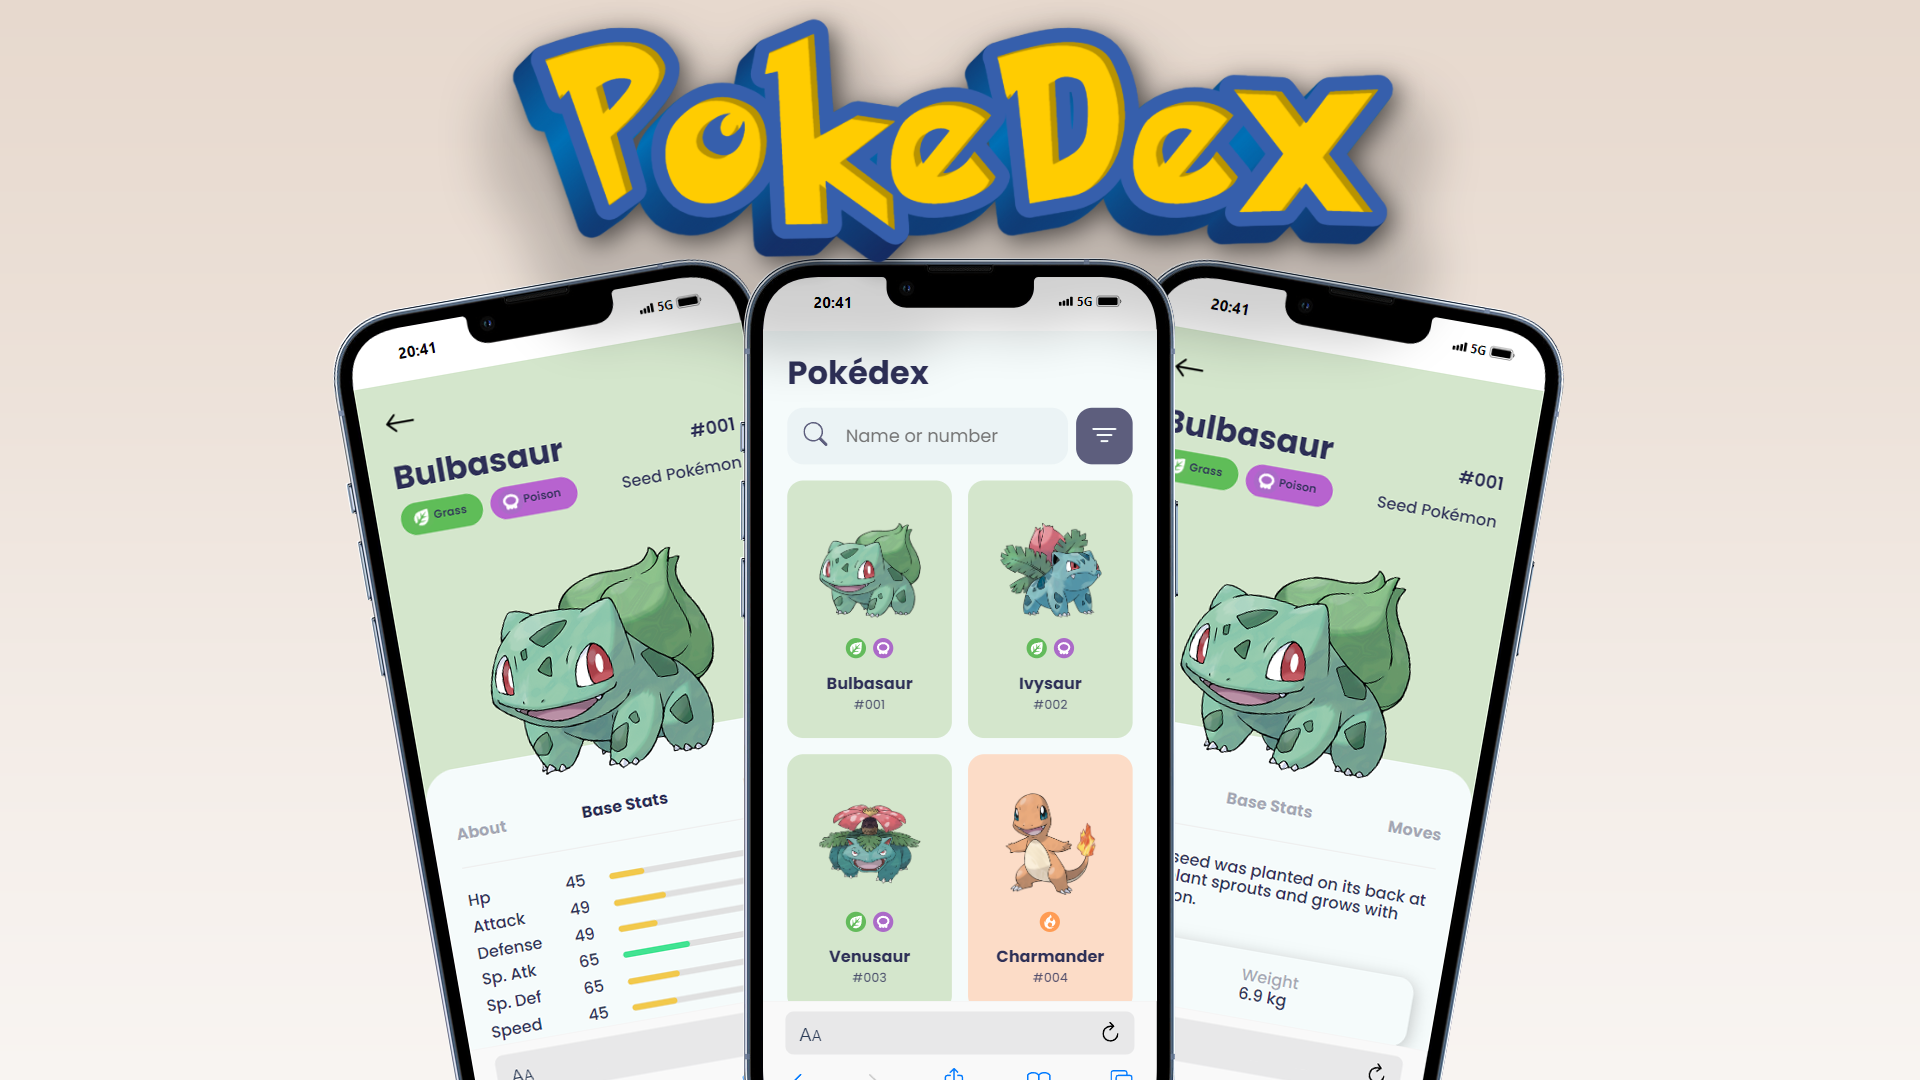 PokeDex
20:41
5G
#001
Bulbasaur
Seed Pokémon
Grass
Poison
About
Base Stats
Hp 45
Attack 49
Defense 49
Sp. Atk 65
Sp. Def 65
Speed 45
AA
20:41
5G
Pokédex
Name or number
Bulbasaur
#001
Ivysaur
#002
Venusaur
#003
Charmander
#004
AA
20:41
5G
Bulbasaur
#001
Grass
Poison
Seed Pokémon
Base Stats
Moves
seed was planted on its back at
lant sprouts and grows with
on.
Weight
6.9 kg